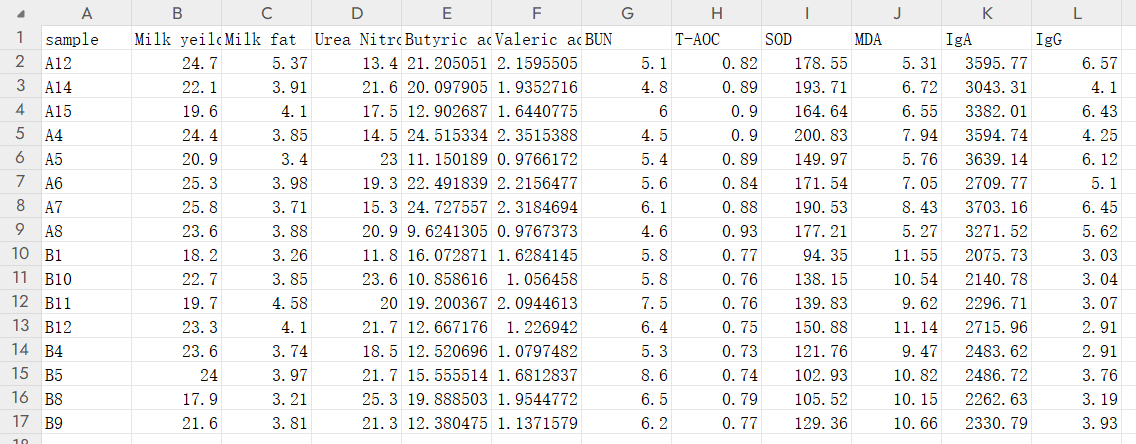 A B C D E F G H I J K L
1 sample Milk yeild Milk fat Urea Nitro Butyric ac Valeric ac BUN T-AOC SOD MDA IgA IgG
2 A12 24.7 5.37 13.4 21.205051 2.1595505 5.1 0.82 178.55 5.31 3595.77 6.57
3 A14 22.1 3.91 21.6 20.097905 1.9352716 4.8 0.89 193.71 6.72 3043.31 4.1
4 A15 19.6 4.1 17.5 12.902687 1.6440775 6 0.9 164.64 6.55 3382.01 6.43
5 A4 24.4 3.85 14.5 24.515334 2.3515388 4.5 0.9 200.83 7.94 3594.74 4.25
6 A5 20.9 3.4 23 11.150189 0.9766172 5.4 0.89 149.97 5.76 3639.14 6.12
7 A6 25.3 3.98 19.3 22.491839 2.2156477 5.6 0.84 171.54 7.05 2709.77 5.1
8 A7 25.8 3.71 15.3 24.727557 2.3184694 6.1 0.88 190.53 8.43 3703.16 6.45
9 A8 23.6 3.88 20.9 9.6241305 0.9767373 4.6 0.93 177.21 5.27 3271.52 5.62
10 B1 18.2 3.26 11.8 16.072871 1.6284145 5.8 0.77 94.35 11.55 2075.73 3.03
11 B10 22.7 3.85 23.6 10.858616 1.056458 5.8 0.76 138.15 10.54 2140.78 3.04
12 B11 19.7 4.58 20 19.200367 2.0944613 7.5 0.76 139.83 9.62 2296.71 3.07
13 B12 23.3 4.1 21.7 12.667176 1.226942 6.4 0.75 150.88 11.14 2715.96 2.91
14 B4 23.6 3.74 18.5 12.520696 1.0797482 5.3 0.73 121.76 9.47 2483.62 2.91
15 B5 24 3.97 21.7 15.555514 1.6812837 8.6 0.74 102.93 10.82 2486.72 3.76
16 B8 17.9 3.21 25.3 19.888503 1.9544772 6.5 0.79 105.52 10.15 2262.63 3.19
17 B9 21.6 3.81 21.3 12.380475 1.1371579 6.2 0.77 129.36 10.66 2330.79 3.93